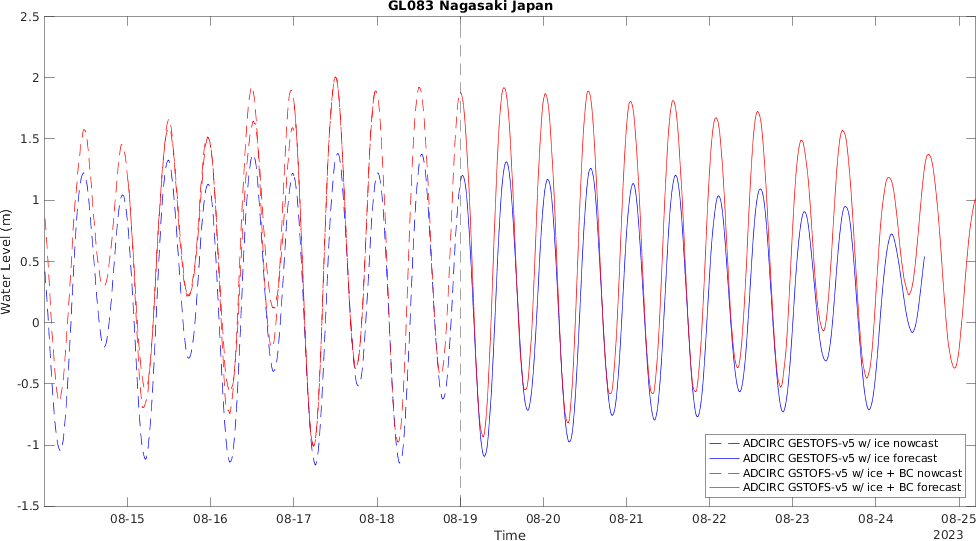 GL083 Nagasaki Japan
2.5
2
1.5
1
0.5
0
-0.5
-1
-1.5
Water Level (m)
ADCIRC GESTOFS-v5 w/ ice nowcast
ADCIRC GESTOFS-v5 w/ ice forecast
ADCIRC GSTOFS-v5 w/ ice + BC nowcast
ADCIRC GSTOFS-v5 w/ ice + BC forecast
08-15 08-16 08-17 08-18 08-19 08-20 08-21 08-22 08-23 08-24 08-25
Time
2023